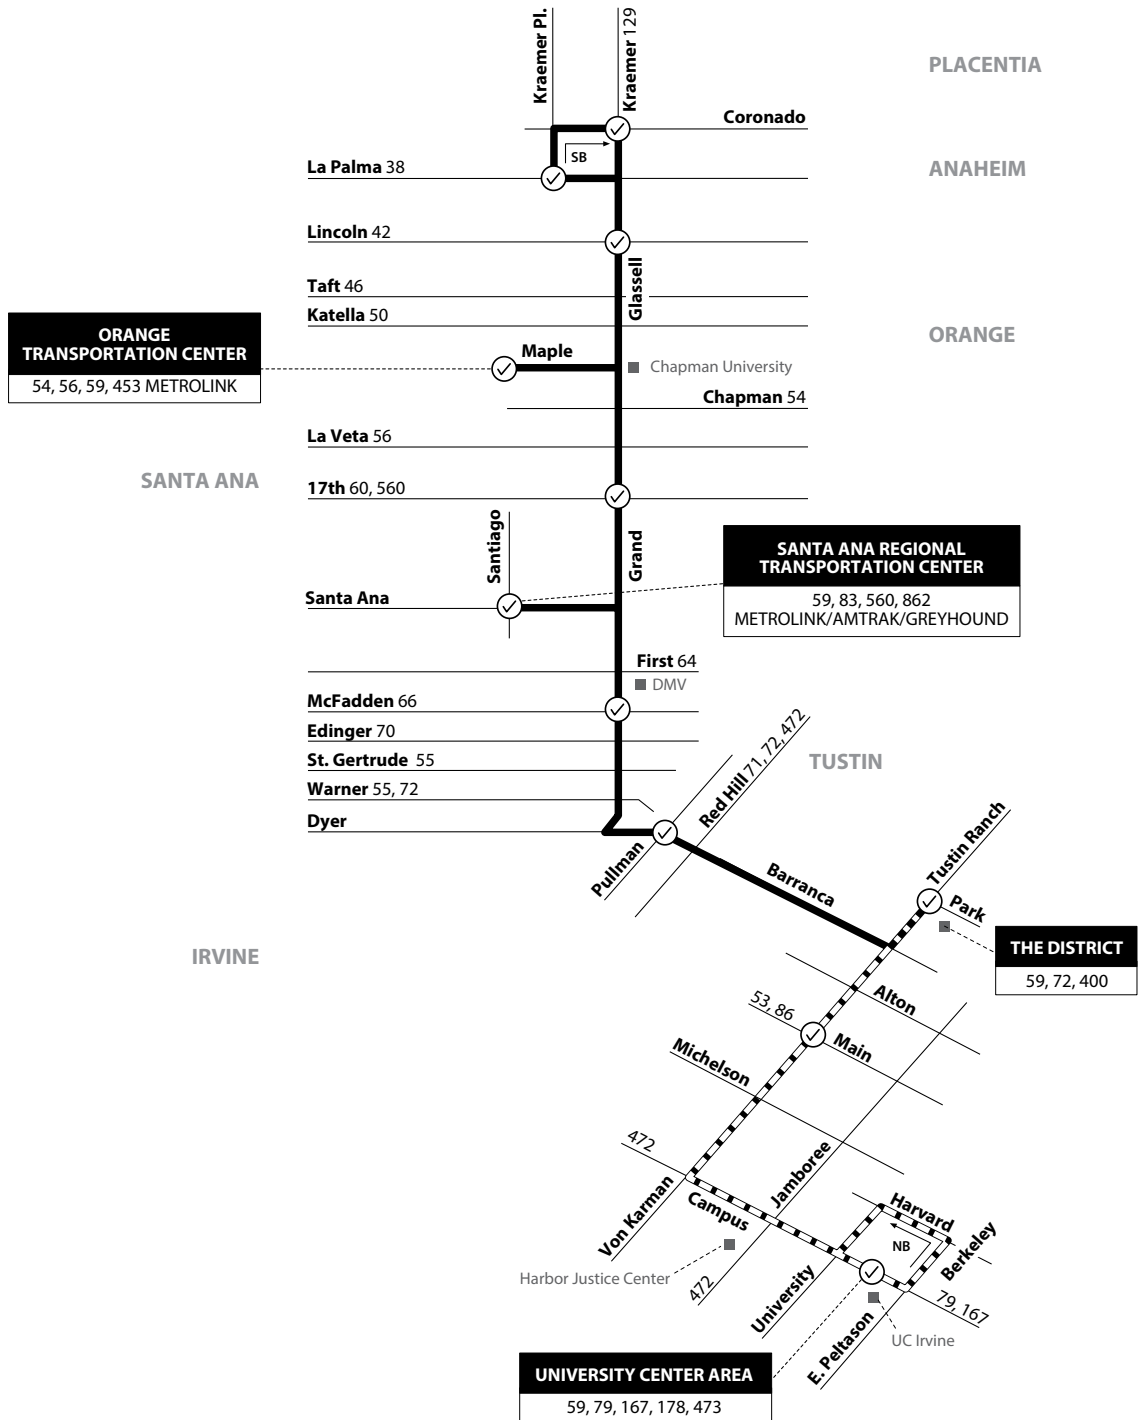 Kraemer Pl.
Kraemer 129
PLACENTIA
Coronado
SB
La Palma 38
ANAHEIM
Lincoln 42
Glassell
Taft 46
Katella 50
ORANGE
TRANSPORTATION CENTER
54, 56, 59, 453 METROLINK
ORANGE
Maple
Chapman University
Chapman 54
La Veta 56
SANTA ANA
17th 60, 560
Santiago
Grand
SANTA ANA REGIONAL
TRANSPORTATION CENTER
59, 83, 560, 862
METROLINK/AMTRAK/GREYHOUND
Santa Ana
First 64
DMV
McFadden 66
Edinger 70
St. Gertrude 55
Warner 55, 72
Dyer
Pullman
Red Hill 71, 72, 472
TUSTIN
Barranca
Tustin Ranch
Park
THE DISTRICT
59, 72, 400
IRVINE
Alton
53, 86
Main
Michelson
472
Jamboree
Von Karman
Campus
Harvard
NB
Berkeley
Harbor Justice Center
472
University
79, 167
E. Peltason
UC Irvine
UNIVERSITY CENTER AREA
59, 79, 167, 178, 473